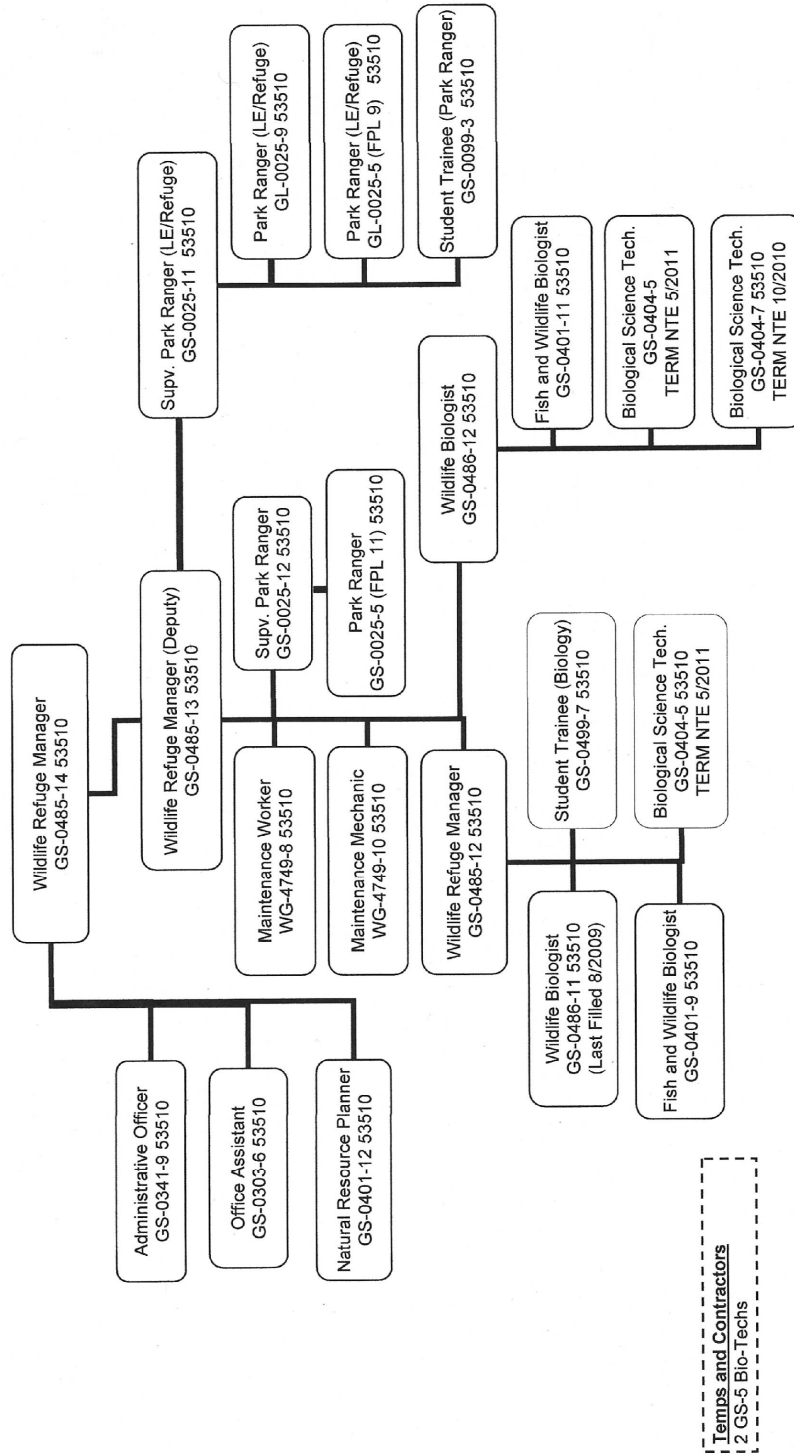 Wildlife Refuge Manager
GS-0485-14 53510
Administrative Officer
GS-0341-9 53510
Office Assistant
GS-0303-6 53510
Natural Resource Planner
GS-0401-12 53510
Wildlife Refuge Manager (Deputy)
GS-0485-13 53510
Supv. Park Ranger (LE/Refuge)
GS-0025-11 53510
Park Ranger (LE/Refuge)
GL-0025-9 53510
Park Ranger (LE/Refuge)
GL-0025-5 (FPL 9) 53510
Student Trainee (Park Ranger)
GS-0099-3 53510
Maintenance Worker
WG-4749-8 53510
Supv. Park Ranger
GS-0025-12 53510
Park Ranger
GS-0025-5 (FPL 11) 53510
Maintenance Mechanic
WG-4749-10 53510
Wildlife Refuge Manager
GS-0485-12 53510
Wildlife Biologist
GS-0486-12 53510
Wildlife Biologist
GS-0486-11 53510
(Last Filled 8/2009)
Student Trainee (Biology)
GS-0499-7 53510
Fish and Wildlife Biologist
GS-0401-9 53510
Biological Science Tech.
GS-0404-5 53510
TERM NTE 5/2011
Fish and Wildlife Biologist
GS-0401-11 53510
Biological Science Tech.
GS-0404-5
TERM NTE 5/2011
Biological Science Tech.
GS-0404-7 53510
TERM NTE 10/2010
Temps and Contractors
2 GS-5 Bio-Techs